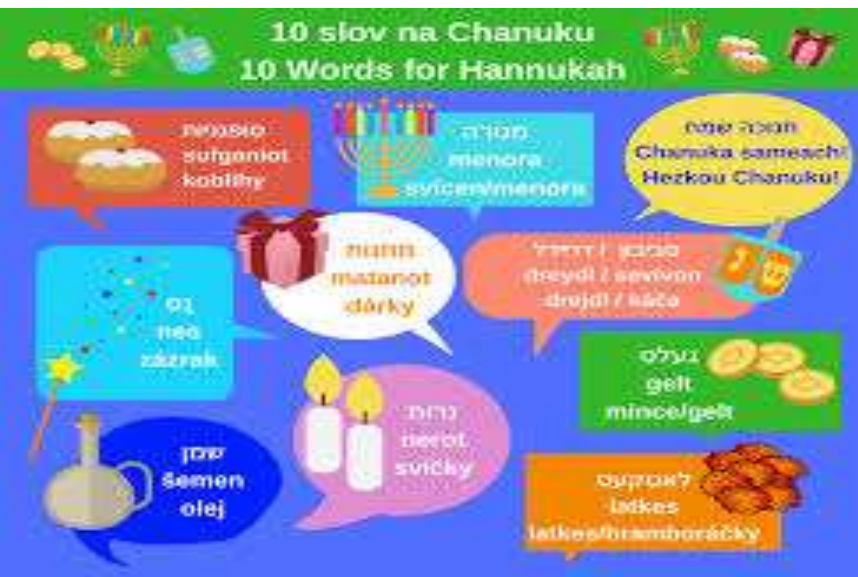 10 slov na Chanuku
10 Words for Hannukah
סופגניות
sufganiot
koblihy
מנורה
menora
svícen/menora
חנוכה שמח
Chanuka sameach!
Hezkou Chanuku!
נס
nes
zázrak
מתנות
matanot
dárky
סביבון / דריידל
dreydl / sevivon
drejdl / káča
געלט
gelt
mince/gelt
שמן
šemen
olej
נרות
nerot
svíčky
לאטקעס
latkes
latkes/bramboráčky